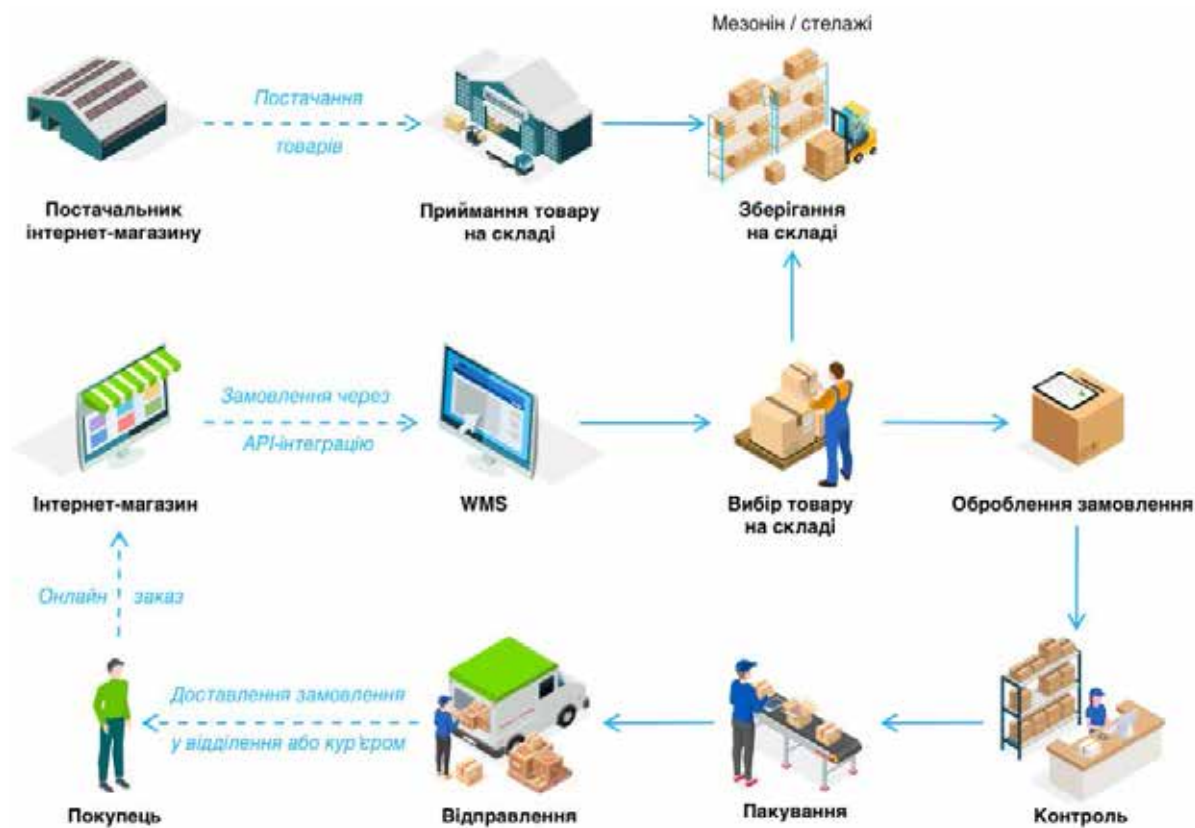 Мезонін / стелажі
Постачання
товарів
Постачальник
інтернет-магазину
Приймання товару
на складі
Зберігання
на складі
Замовлення через
API-інтеграцію
Інтернет-магазин
WMS
Вибір товару
на складі
Оброблення замовлення
Онлайн заказ
Доставлення замовлення
у відділення або кур'єром
Покупець
Відправлення
Пакування
Контроль